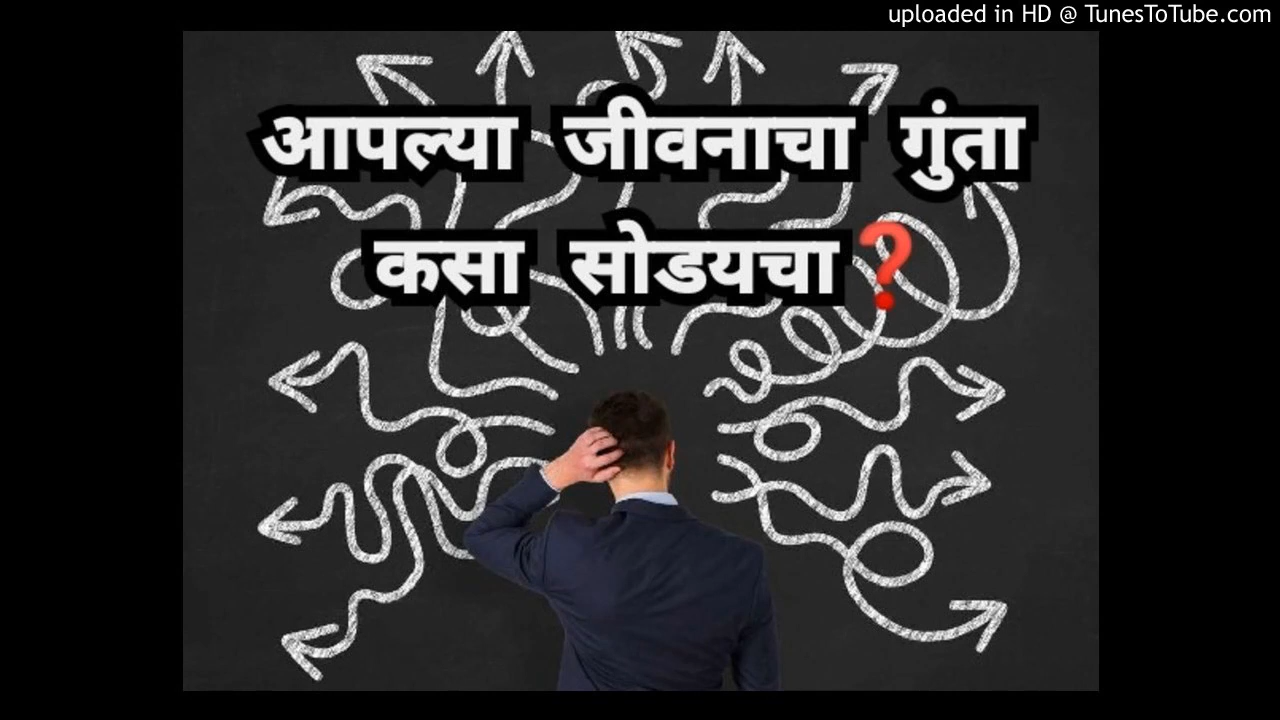 uploaded in HD @ TunesToTube.com
आपल्या जीवनाचा गुंता
कसा सोडयचा❓